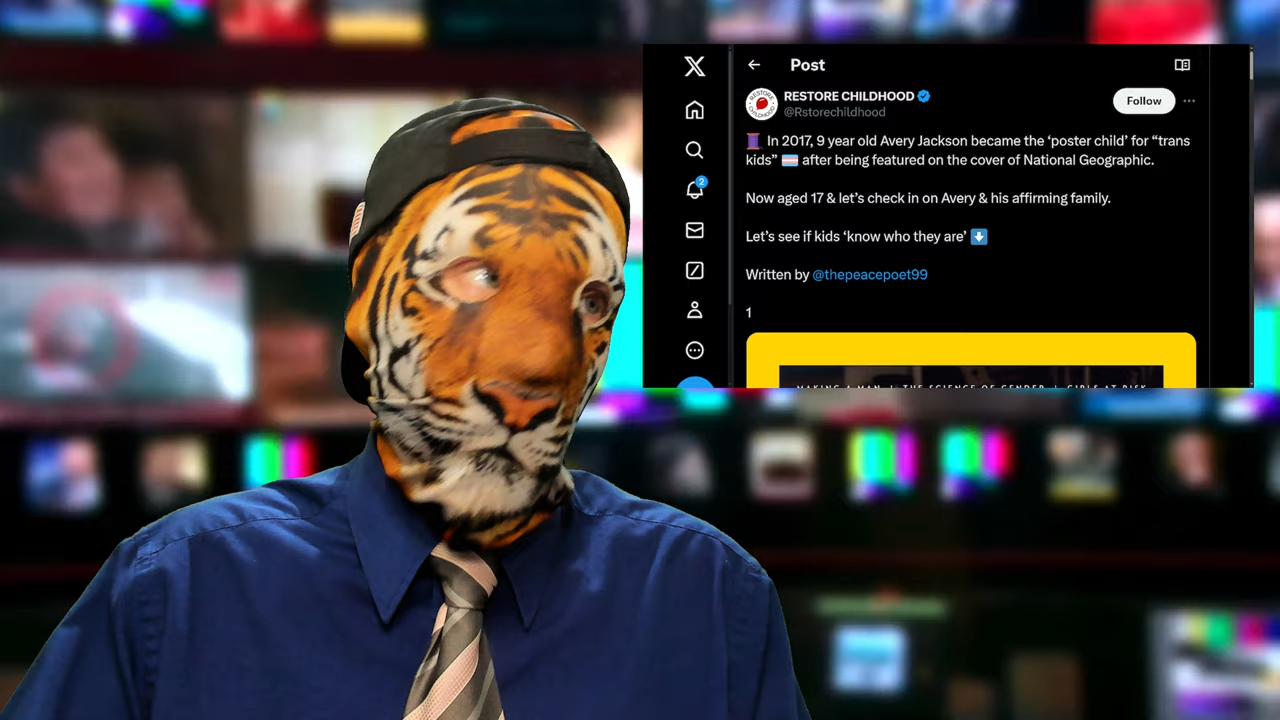 Post
RESTORE CHILDHOOD
@Rstorechildhood
Follow
In 2017, 9 year old Avery Jackson became the ‘poster child’ for “trans
kids” after being featured on the cover of National Geographic.
Now aged 17 & let’s check in on Avery & his affirming family.
Let’s see if kids ‘know who they are’
Written by @thepeacepoet99
1
2
MAKING A MAN | THE SCIENCE OF GENDER | GIRLS AT RISK